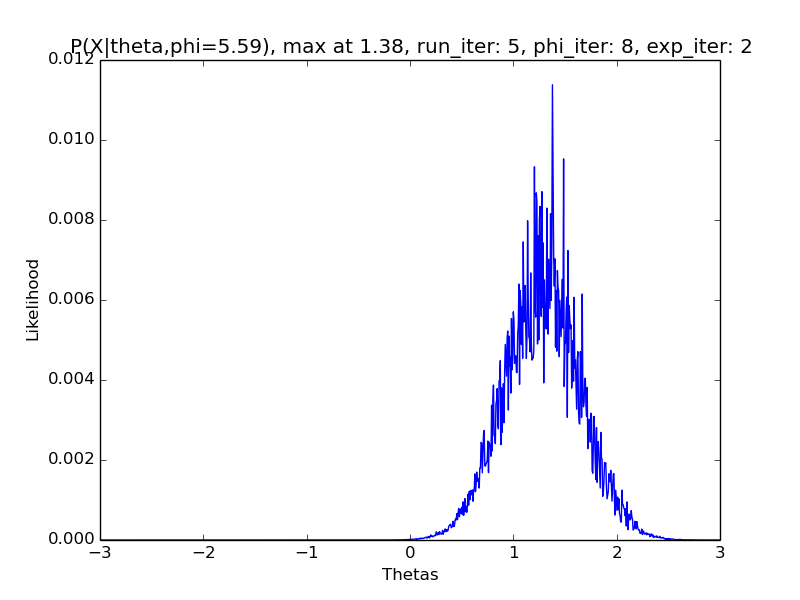 P(X|theta,phi=5.59), max at 1.38, run_iter: 5, phi_iter: 8, exp_iter: 2
0.012
0.010
0.008
0.006
0.004
0.002
0.000
Likelihood
−3 −2 −1 0 1 2 3
Thetas